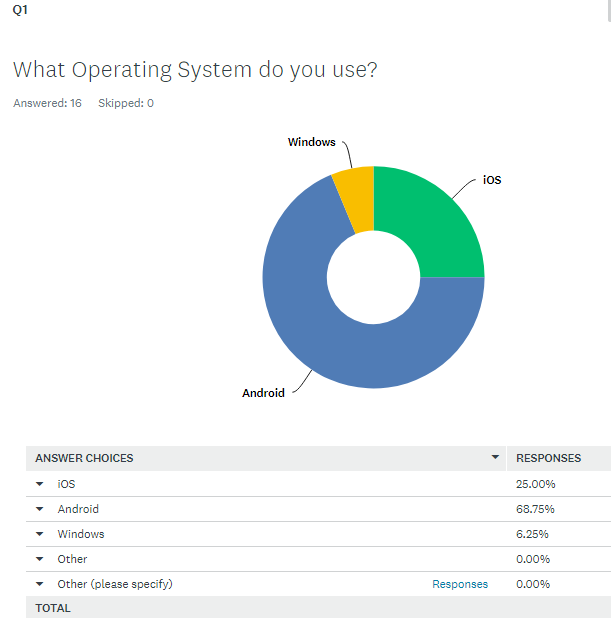 Q1
What Operating System do you use?
Answered: 16 Skipped: 0
Windows
iOS
Android
ANSWER CHOICES RESPONSES
iOS 25.00%
Android 68.75%
Windows 6.25%
Other 0.00%
Other (please specify) Responses 0.00%
TOTAL